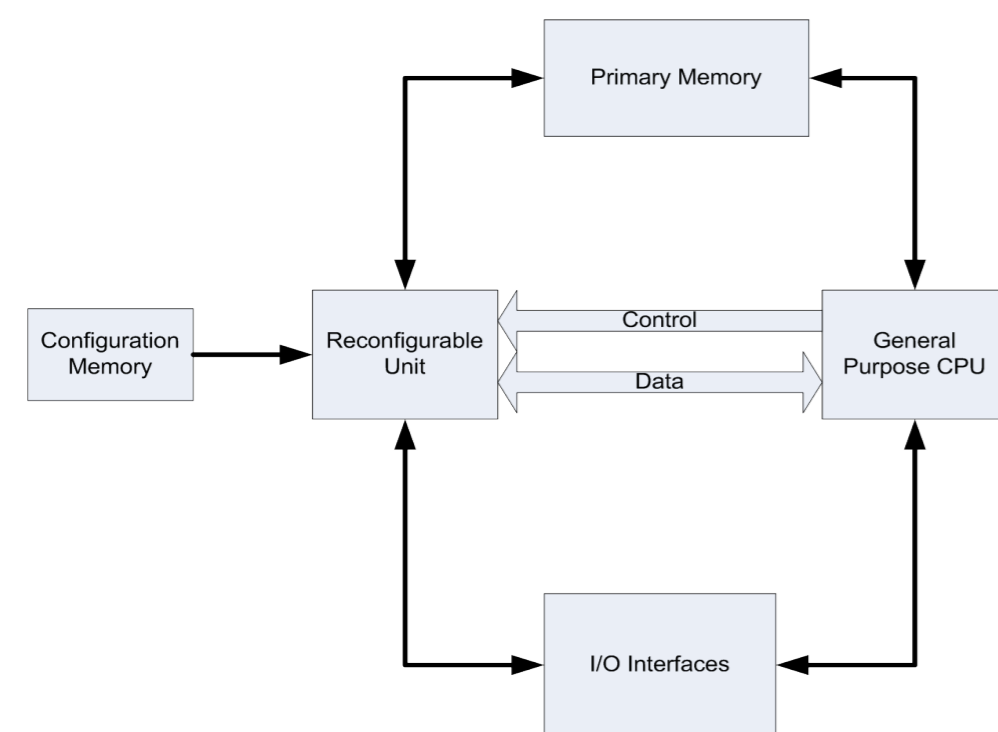 Primary Memory
Configuration
Memory
Reconfigurable
Unit
Control
Data
General
Purpose CPU
I/O Interfaces